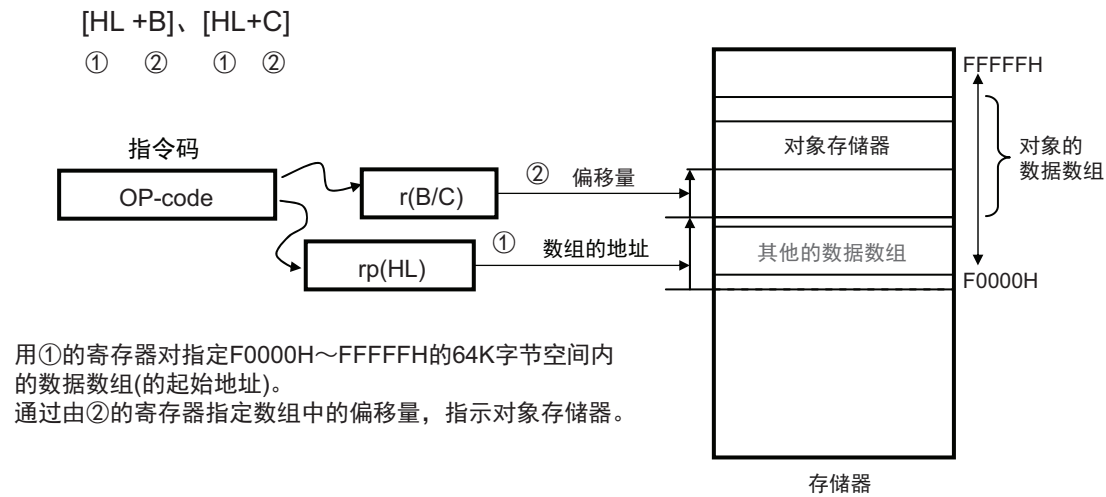 [HL +B]、[HL+C]
① ② ① ②
指令码
OP-code
r(B/C)
② 偏移量
rp(HL)
① 数组的地址
FFFFFH
对象存储器
对象的
数据数组
其他的数据数组
F0000H
用①的寄存器对指定F0000H～FFFFFH的64K字节空间内
的数据数组(的起始地址)。
通过由②的寄存器指定数组中的偏移量，指示对象存储器。
存储器